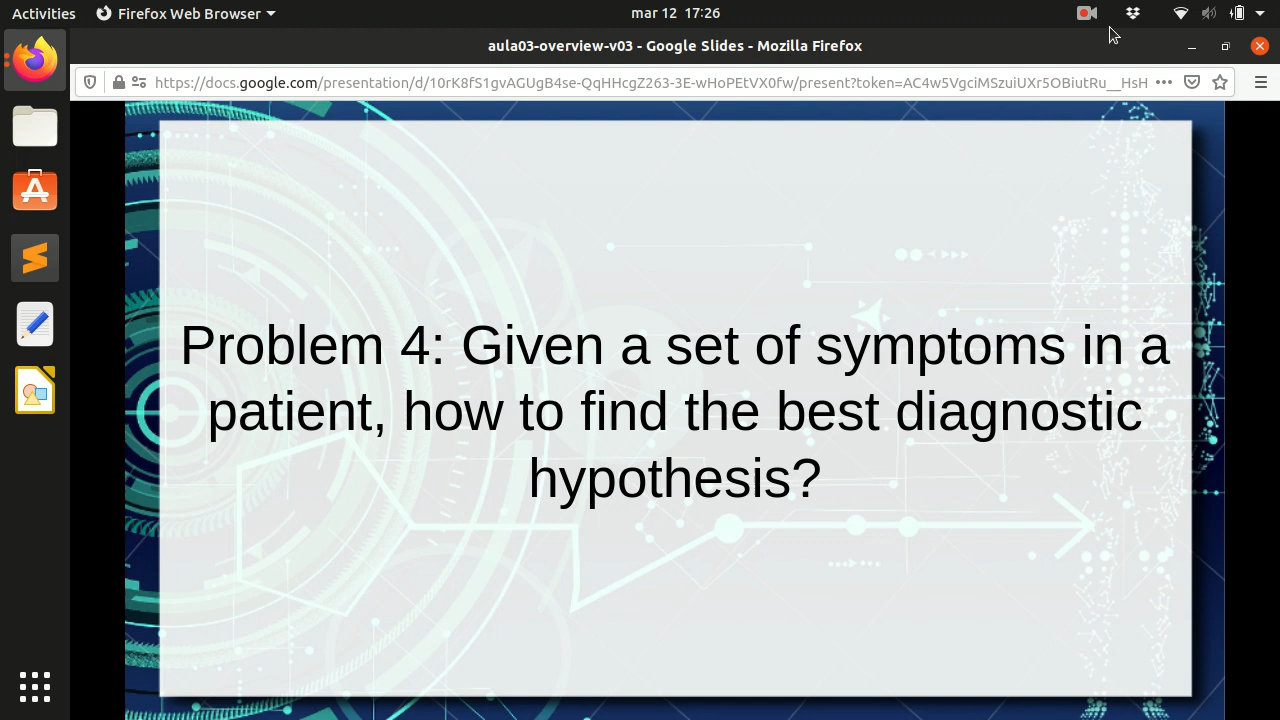 Activities Firefox Web Browser mar 12 17:26
aula03-overview-v03 - Google Slides - Mozilla Firefox
https://docs.google.com/presentation/d/10rK8fS1gvAGUgB4se-QqHHcgZ263-3E-wHoPEtVX0fw/present?token=AC4w5VgciMSzuiUXr5OBiutRu__HsH
Problem 4: Given a set of symptoms in a
patient, how to find the best diagnostic
hypothesis?